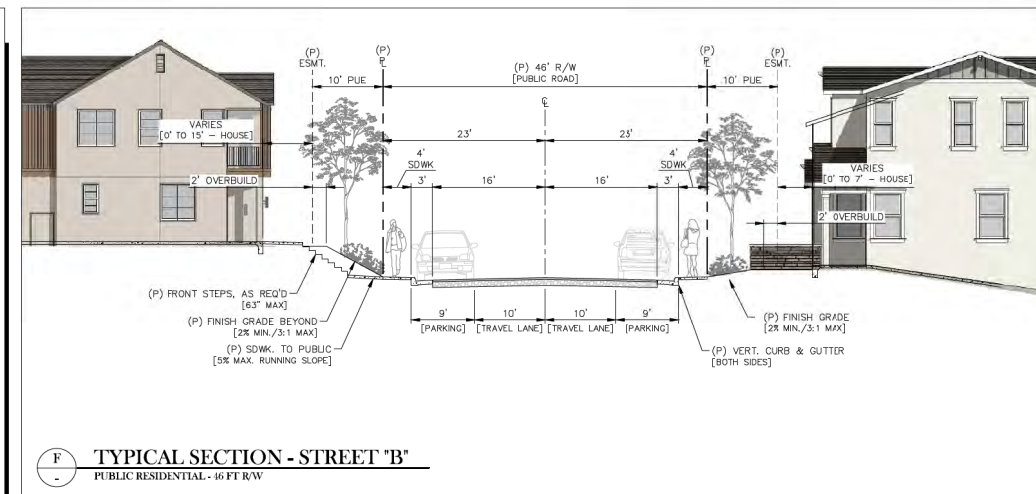 (P)
ESMT.
(P)
PL
(P) 46' R/W
[PUBLIC ROAD]
(P)
PL
(P)
ESMT.
10' PUE
10' PUE
CL
VARIES
[0' TO 15' - HOUSE]
23'
23'
4'
SDWK
4'
SDWK
2' OVERBUILD
3'
16'
16'
3'
VARIES
[0' TO 7' - HOUSE]
2' OVERBUILD
(P) FRONT STEPS, AS REQ'D
[63" MAX]
(P) FINISH GRADE BEYOND
[2% MIN./3:1 MAX]
(P) SDWK. TO PUBLIC
[5% MAX. RUNNING SLOPE]
9'
[PARKING]
10'
[TRAVEL LANE]
10'
[TRAVEL LANE]
9'
[PARKING]
(P) FINISH GRADE
[2% MIN./3:1 MAX]
(P) VERT. CURB & GUTTER
[BOTH SIDES]
F
-
TYPICAL SECTION - STREET "B"
PUBLIC RESIDENTIAL - 46 FT R/W